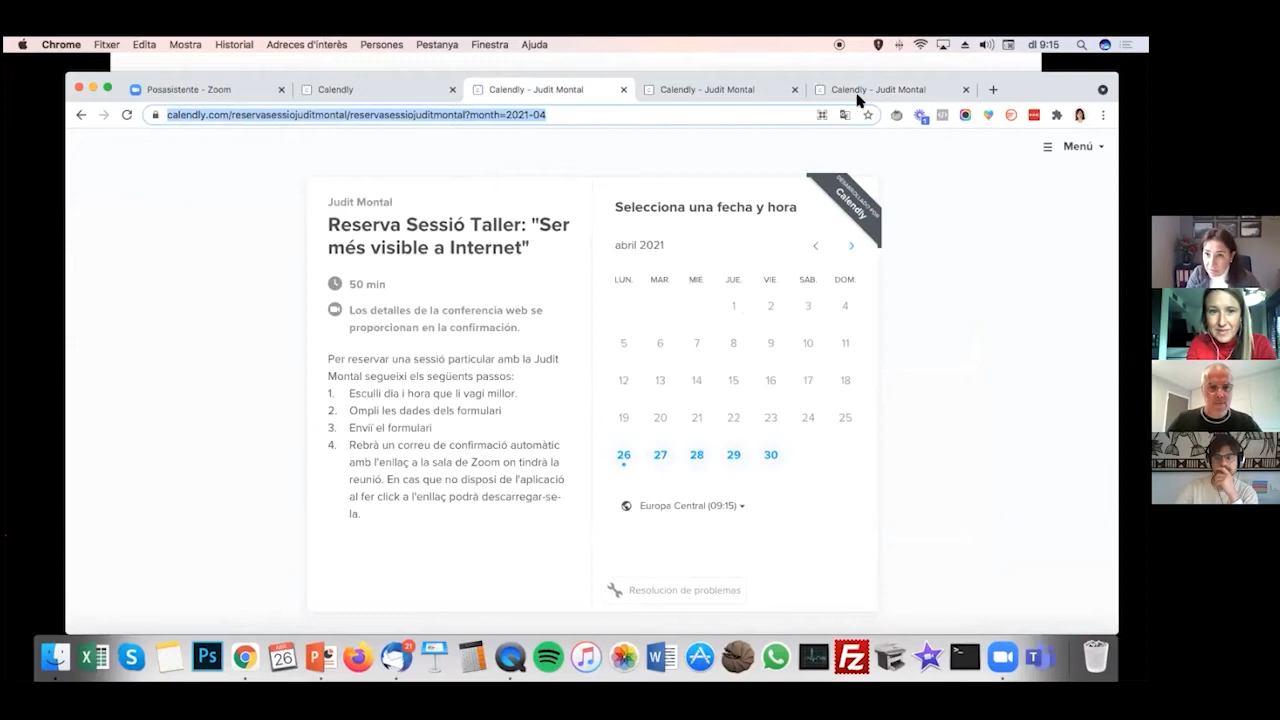 Chrome Fitxer Edita Mostra Historial Adreces d'interès Persones Pestanya Finestra Ajuda dl 9:15
Posasistente - Zoom Calendly Calendly - Judit Montal Calendly - Judit Montal Calendly - Judit Montal
calendly.com/reservasessiojuditmontal/reservasessiojuditmontal?month=2021-04
Menú
DESARROLLADO POR
Calendly
Judit Montal
Reserva Sessió Taller: "Ser
més visible a Internet"
50 min
Los detalles de la conferencia web se
proporcionan en la confirmación.
Per reservar una sessió particular amb la Judit
Montal segueixi els següents passos:
1. Esculli dia i hora que li vagi millor.
2. Ompli les dades dels formulari
3. Enviï el formulari
4. Rebrà un correu de confirmació automàtic
amb l'enllaç a la sala de Zoom on tindrà la
reunió. En cas que no disposi de l'aplicació
al fer click a l'enllaç podrà descarregar-se-
la.
Selecciona una fecha y hora
abril 2021
LUN. MAR. MIÉ. JUE. VIE. SÁB. DOM.
1 2 3 4
5 6 7 8 9 10 11
12 13 14 15 16 17 18
19 20 21 22 23 24 25
26 27 28 29 30
Europa Central (09:15)
Resolución de problemas
26
21